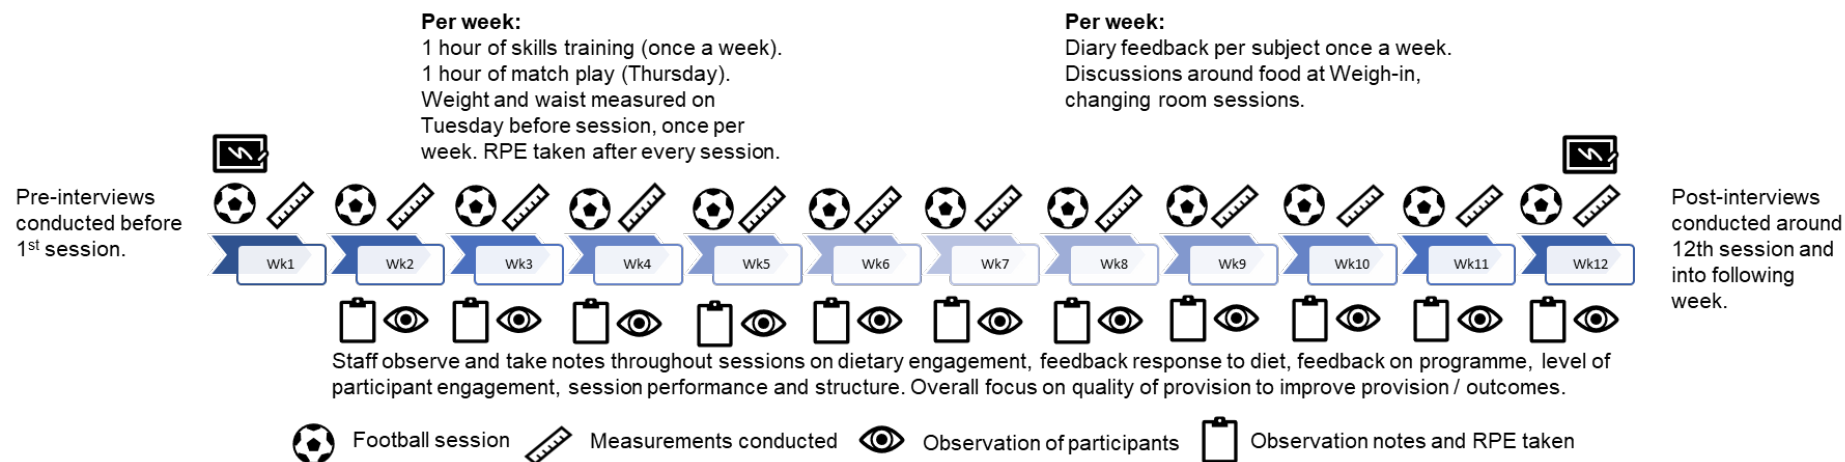 Per week:
1 hour of skills training (once a week).
1 hour of match play (Thursday).
Weight and waist measured on
Tuesday before session, once per
week. RPE taken after every session.
Per week:
Diary feedback per subject once a week.
Discussions around food at Weigh-in,
changing room sessions.
Pre-interviews
conducted before
1st session.
Wk1 Wk2 Wk3 Wk4 Wk5 Wk6 Wk7 Wk8 Wk9 Wk10 Wk11 Wk12
Post-interviews
conducted around
12th session and
into following
week.
Staff observe and take notes throughout sessions on dietary engagement, feedback response to diet, feedback on programme, level of
participant engagement, session performance and structure. Overall focus on quality of provision to improve provision / outcomes.
Football session Measurements conducted Observation of participants Observation notes and RPE taken